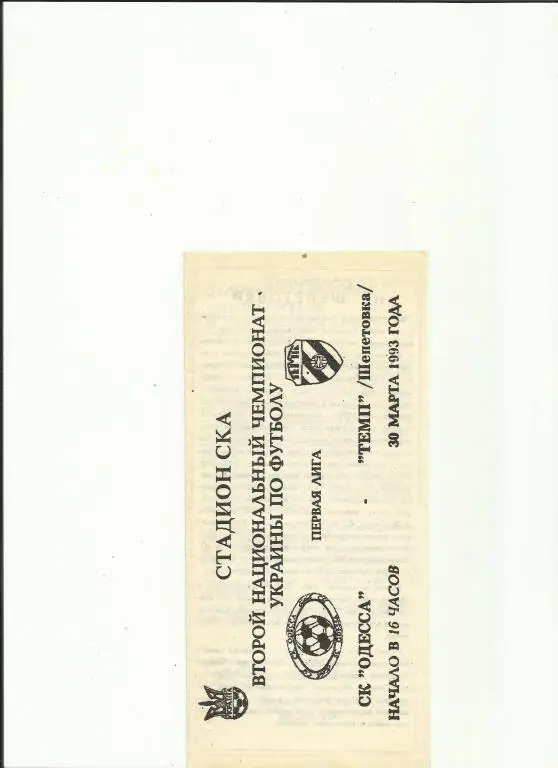 СТАДИОН СКА
ВТОРОЙ НАЦИОНАЛЬНЫЙ ЧЕМПИОНАТ
УКРАИНЫ ПО ФУТБОЛУ
ПЕРВАЯ ЛИГА
ТЕМП
СК "ОДЕССА" - "ТЕМП" /Шепетовка/
НАЧАЛО В 16 ЧАСОВ 30 МАРТА 1993 ГОДА